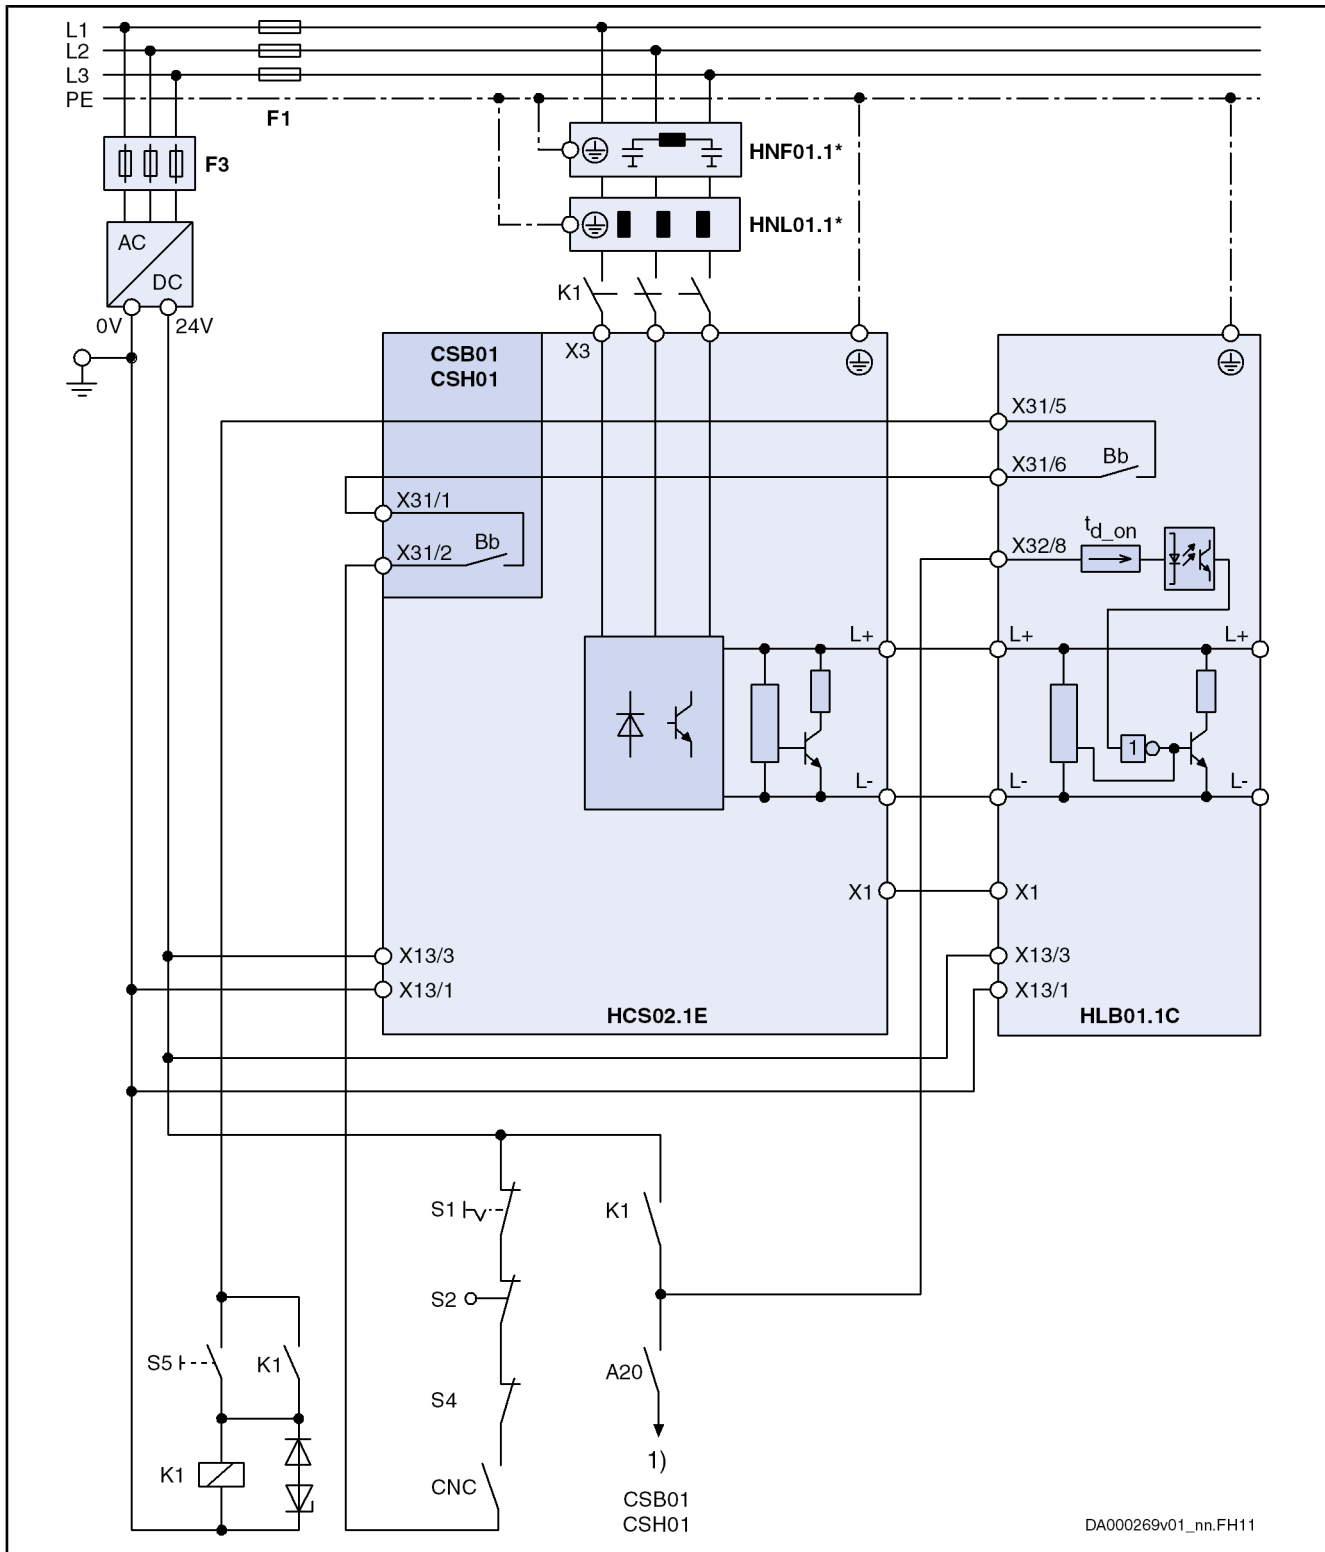 L1
L2
L3
PE
F1
F3
HNF01.1*
HNL01.1*
AC
DC
0V
24V
K1
CSB01
CSH01
X3
X31/5
X31/6
Bb
X31/1
X31/2
Bb
td_on
X32/8
L+
L+
L+
1
L-
L-
L-
X1
X1
X13/3
X13/3
X13/1
X13/1
HCS02.1E
HLB01.1C
S1
K1
S2
S5
K1
A20
S4
1)
K1
CNC
CSB01
CSH01
DA000269v01_nn.FH11